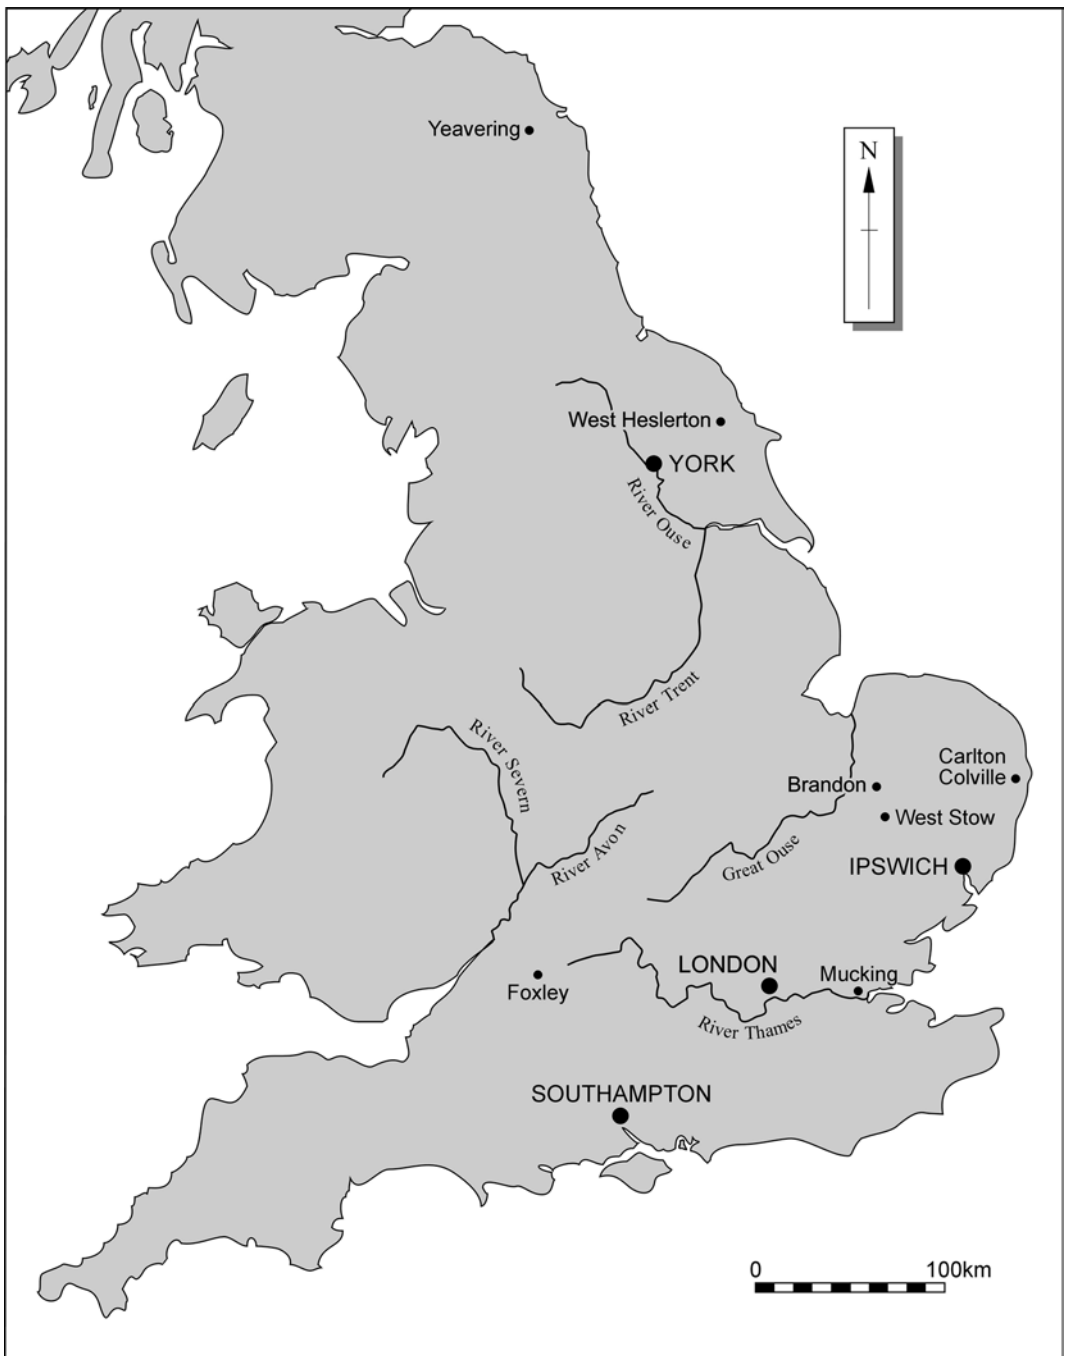 Yeavering
N
West Heslerton
YORK
River Ouse
River Trent
River Severn
Carlton
Colville
Brandon
West Stow
River Avon
Great Ouse
IPSWICH
LONDON
Mucking
Foxley
River Thames
SOUTHAMPTON
0 100km